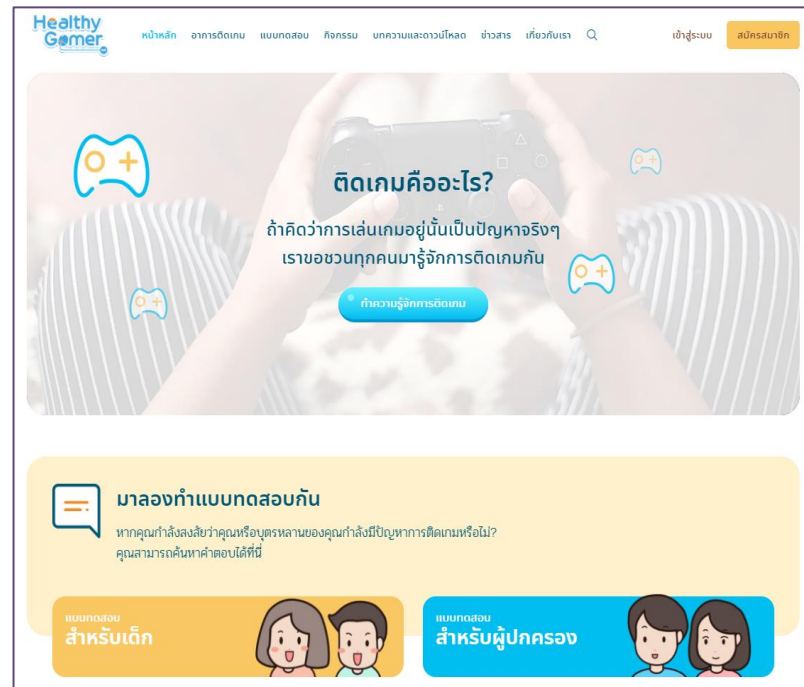 Healthy
Gamer
หน้าหลัก อาการติดเกม แบบทดสอบ กิจกรรม บทความและดาวน์โหลด ข่าวสาร เกี่ยวกับเรา เข้าสู่ระบบ สมัครสมาชิก
ติดเกมคืออะไร?
ถ้าคิดว่าการเล่นเกมอยู่นั้นเป็นปัญหาจริงๆ
เราขอชวนทุกคนมารู้จักการติดเกมกัน
ทำความรู้จักการติดเกม
มาลองทำแบบทดสอบกัน
หากคุณกำลังสงสัยว่าคุณหรือบุตรหลานของคุณกำลังมีปัญหาการติดเกมหรือไม่?
คุณสามารถค้นหาคำตอบได้ที่นี่
แบบทดสอบ
สำหรับเด็ก
แบบทดสอบ
สำหรับผู้ปกครอง